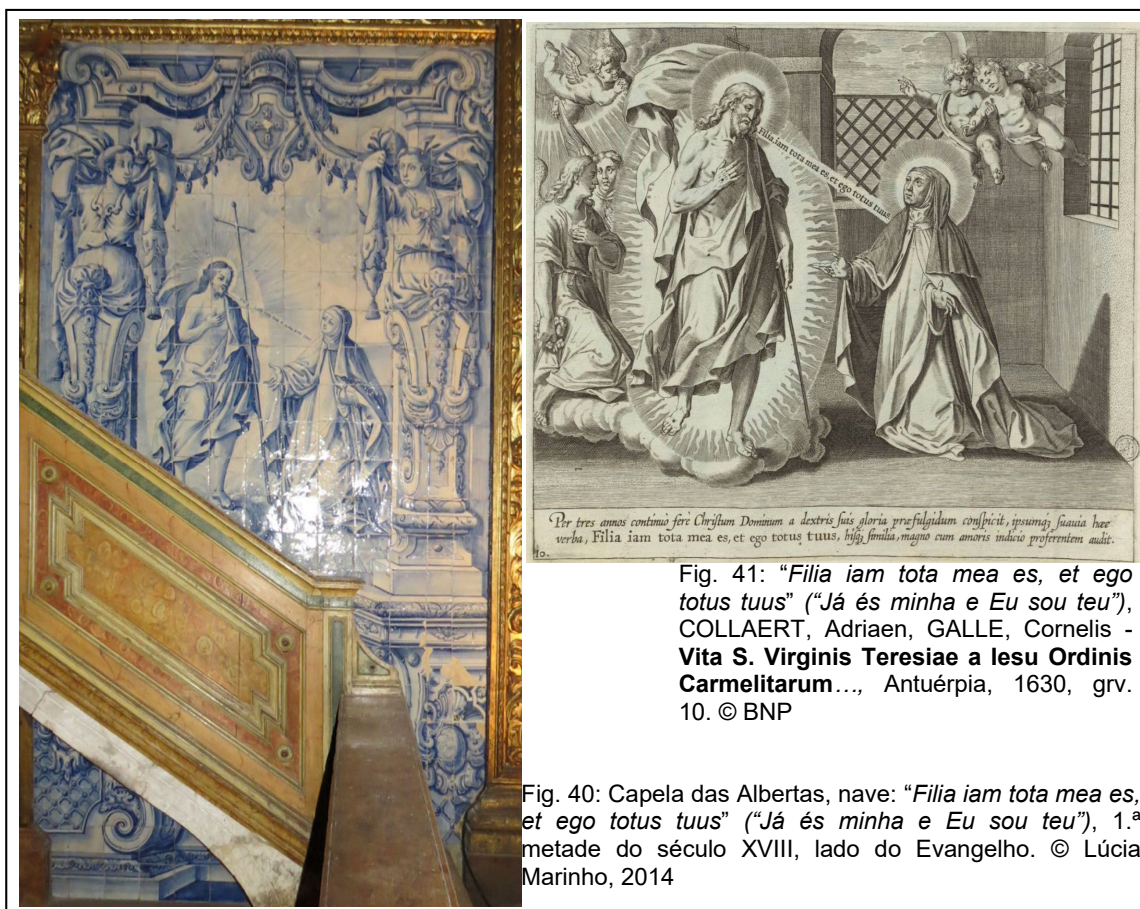 Filia, iam tota mea es, et ego totus tuus
Per tres annos continuò ferè Christum Dominum a dextris suis gloria præfulgidum conspicit, ipsumq; suauia hæc
verba, Filia iam tota mea es, et ego totus tuus, hisq; similia, magno cum amoris indicio proferentem audit.
10.
Fig. 41: “Filia iam tota mea es, et ego
totus tuus” (“Já és minha e Eu sou teu”),
COLLAERT, Adriaen, GALLE, Cornelis -
Vita S. Virginis Teresiae a Iesu Ordinis
Carmelitarum…, Antuérpia, 1630, grv.
10. © BNP
Fig. 40: Capela das Albertas, nave: “Filia iam tota mea es,
et ego totus tuus” (“Já és minha e Eu sou teu”), 1.ª
metade do século XVIII, lado do Evangelho. © Lúcia
Marinho, 2014